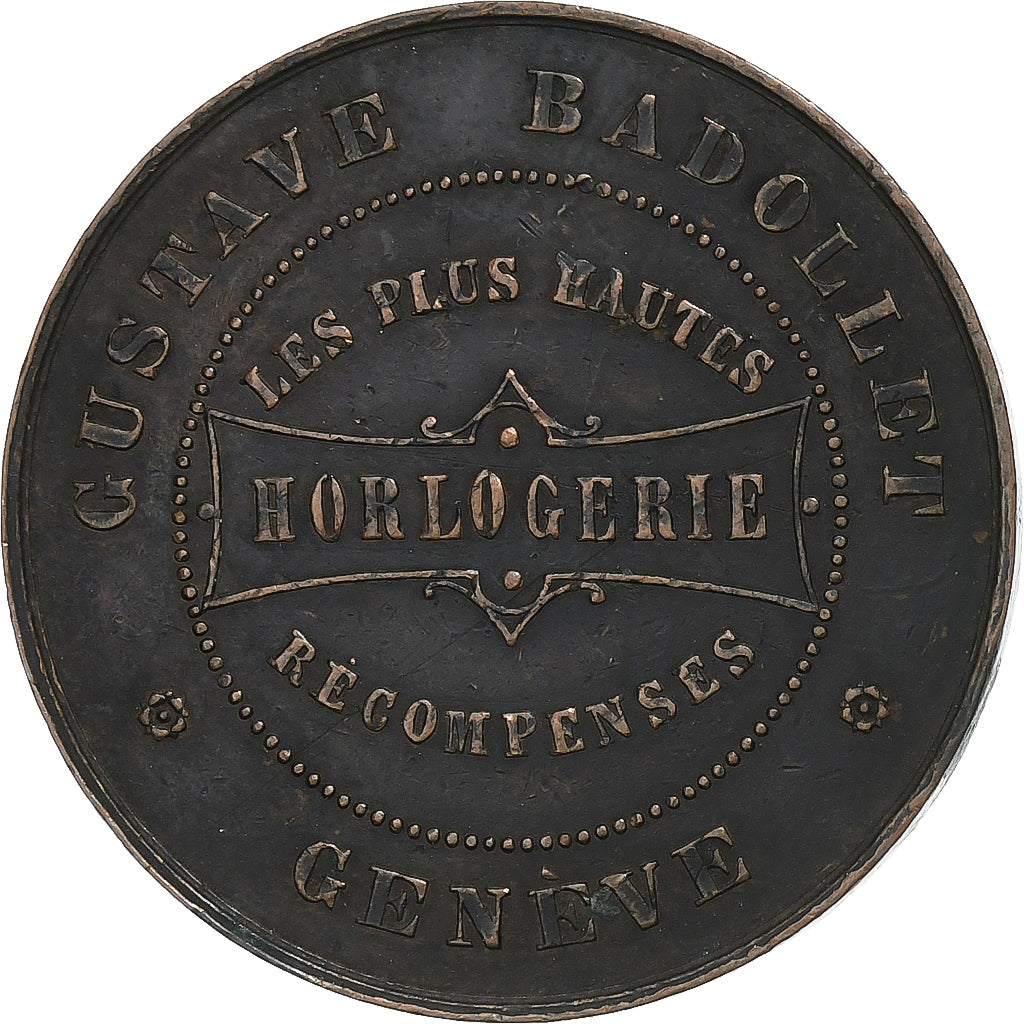 GUSTAVE BADOLLET
LES PLUS HAUTES
HORLOGERIE
RÉCOMPENSES
GENÈVE